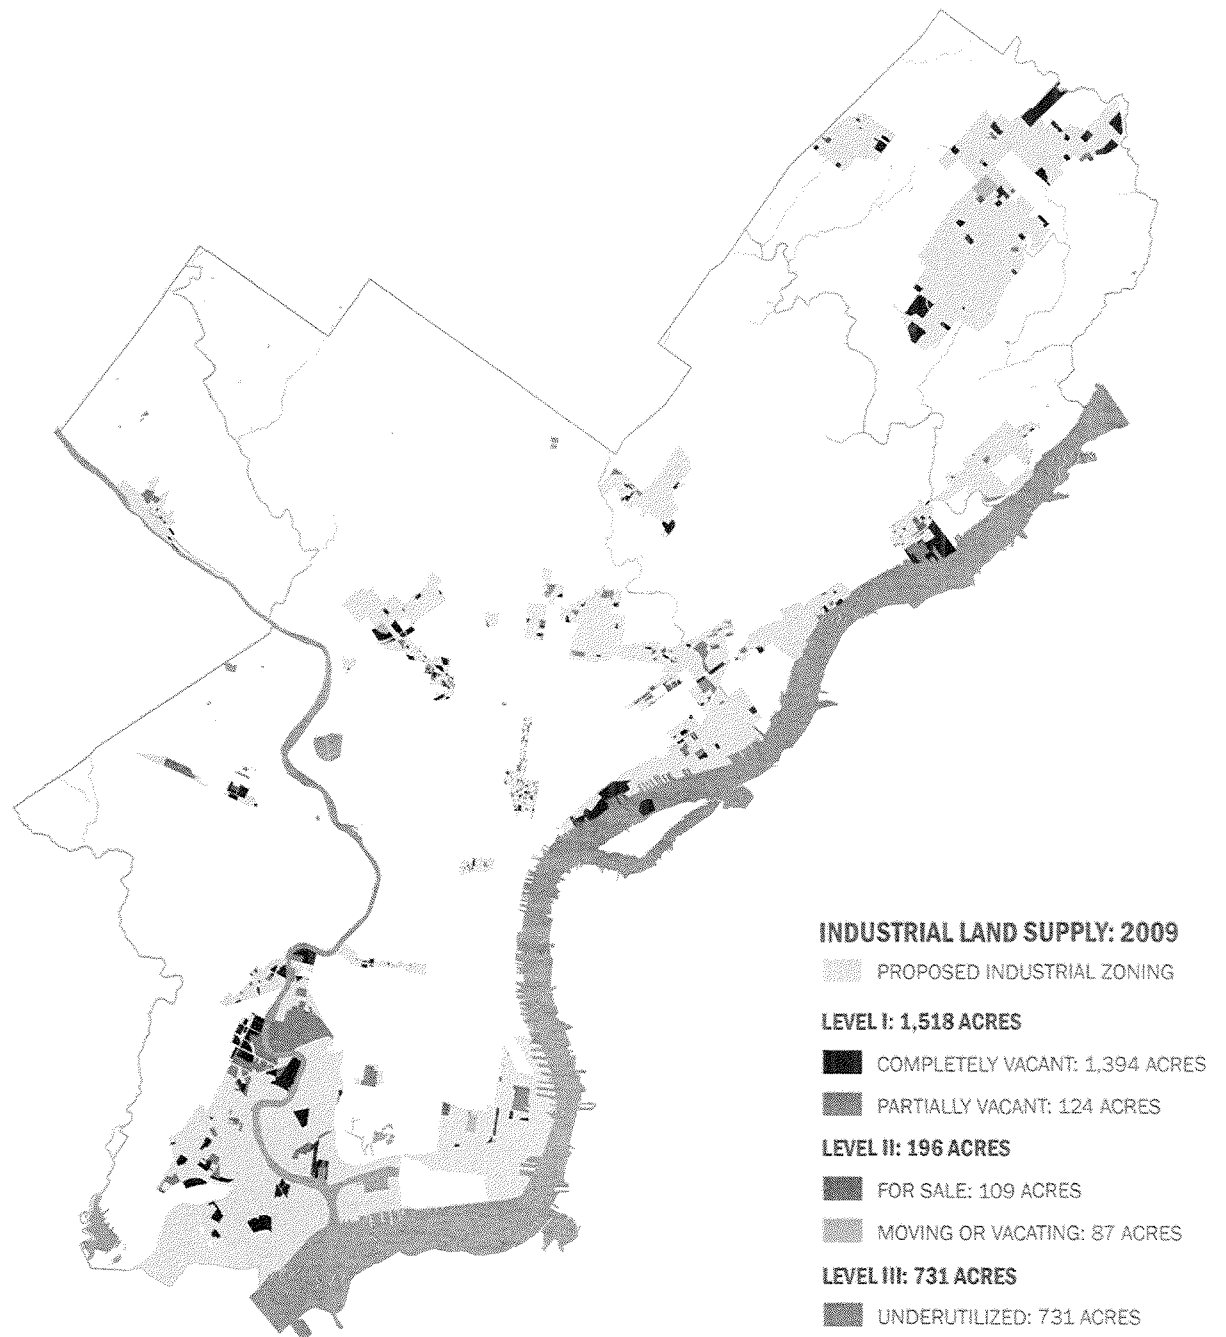 INDUSTRIAL LAND SUPPLY: 2009
PROPOSED INDUSTRIAL ZONING
LEVEL I: 1,518 ACRES
COMPLETELY VACANT: 1,394 ACRES
PARTIALLY VACANT: 124 ACRES
LEVEL II: 196 ACRES
FOR SALE: 109 ACRES
MOVING OR VACATING: 87 ACRES
LEVEL III: 731 ACRES
UNDERUTILIZED: 731 ACRES